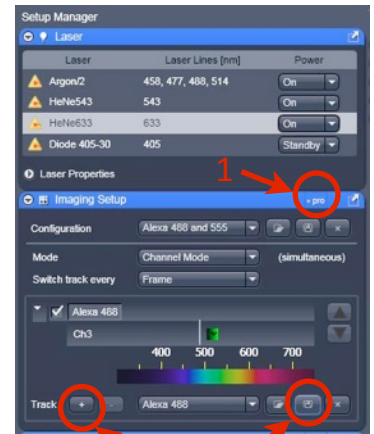 Setup Manager
Laser
Laser Laser Lines [nm] Power
Argon/2 458, 477, 488, 514 On
HeNe543 543 On
HeNe633 633 On
Diode 405-30 405 Standby
Laser Properties
1
Imaging Setup pro
Configuration Alexa 488 and 555
Mode Channel Mode (simultaneous)
Switch track every Frame
Alexa 488
Ch3
400 500 600 700
Track + - Alexa 488